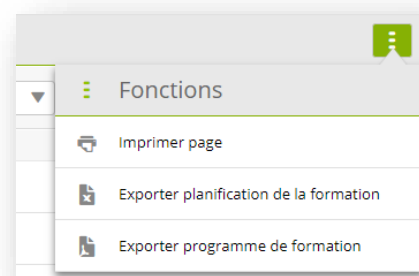 Fonctions
Imprimer page
Exporter planification de la formation
Exporter programme de formation